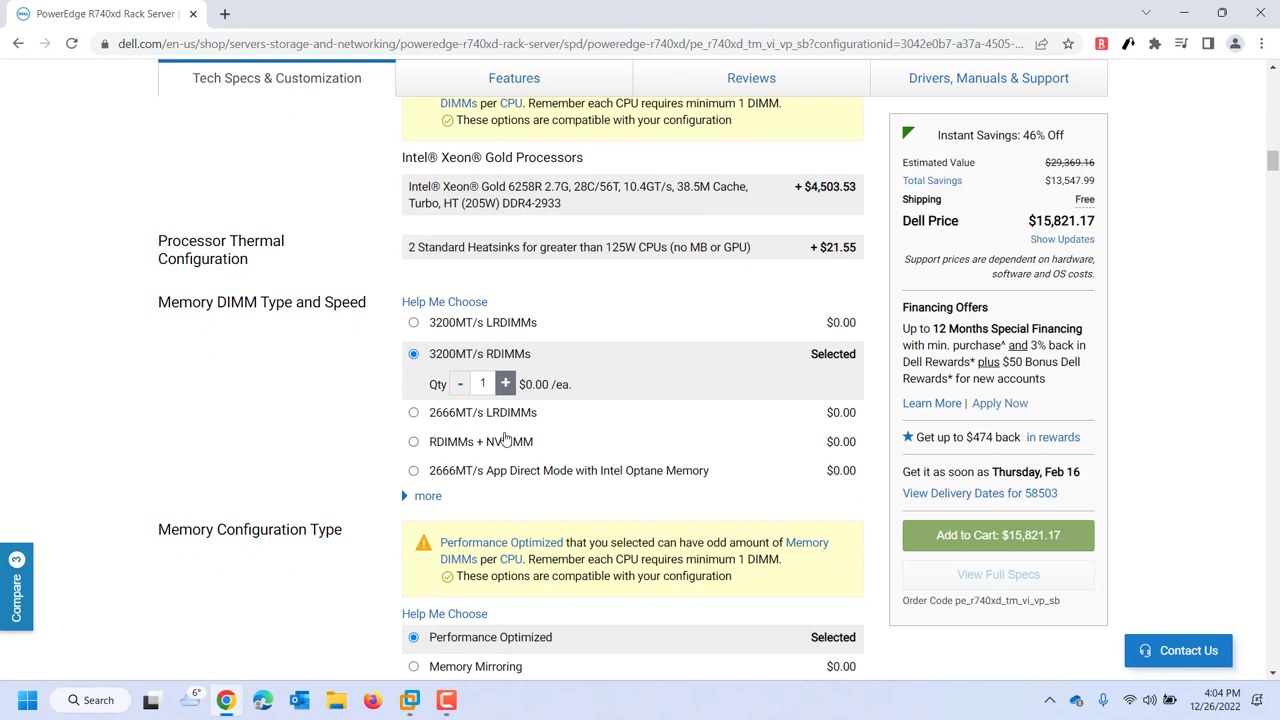 PowerEdge R740xd Rack Server |
dell.com/en-us/shop/servers-storage-and-networking/poweredge-r740xd-rack-server/spd/poweredge-r740xd/pe_r740xd_tm_vi_vp_sb?configurationid=3042e0b7-a37a-4505-...
Tech Specs & Customization
Features
Reviews
Drivers, Manuals & Support
DIMMs per CPU. Remember each CPU requires minimum 1 DIMM.
These options are compatible with your configuration
Intel® Xeon® Gold Processors
Intel® Xeon® Gold 6258R 2.7G, 28C/56T, 10.4GT/s, 38.5M Cache,
Turbo, HT (205W) DDR4-2933
+ $4,503.53
Processor Thermal
Configuration
2 Standard Heatsinks for greater than 125W CPUs (no MB or GPU)
+ $21.55
Memory DIMM Type and Speed
Help Me Choose
3200MT/s LRDIMMs
$0.00
3200MT/s RDIMMs
Selected
Qty - 1 + $0.00 /ea.
2666MT/s LRDIMMs
$0.00
RDIMMs +
$0.00
2666MT/s App Direct Mode with Intel Optane Memory
$0.00
more
Memory Configuration Type
Performance Optimized that you selected can have odd amount of Memory
DIMMs per CPU. Remember each CPU requires minimum 1 DIMM.
These options are compatible with your configuration
Help Me Choose
Performance Optimized
Selected
Memory Mirroring
$0.00
Instant Savings: 46% Off
Estimated Value
$29,369.16
Total Savings
$13,547.99
Shipping
Free
Dell Price
$15,821.17
Show Updates
Support prices are dependent on hardware,
software and OS costs.
Financing Offers
Up to 12 Months Special Financing
with min. purchase^ and 3% back in
Dell Rewards* plus $50 Bonus Dell
Rewards* for new accounts
Learn More | Apply Now
Get up to $474 back in rewards
Get it as soon as Thursday, Feb 16
View Delivery Dates for 58503
Add to Cart: $15,821.17
View Full Specs
Order Code pe_r740xd_tm_vi_vp_sb
Contact Us
Compare 3
Search
6°
4:04 PM
12/26/2022